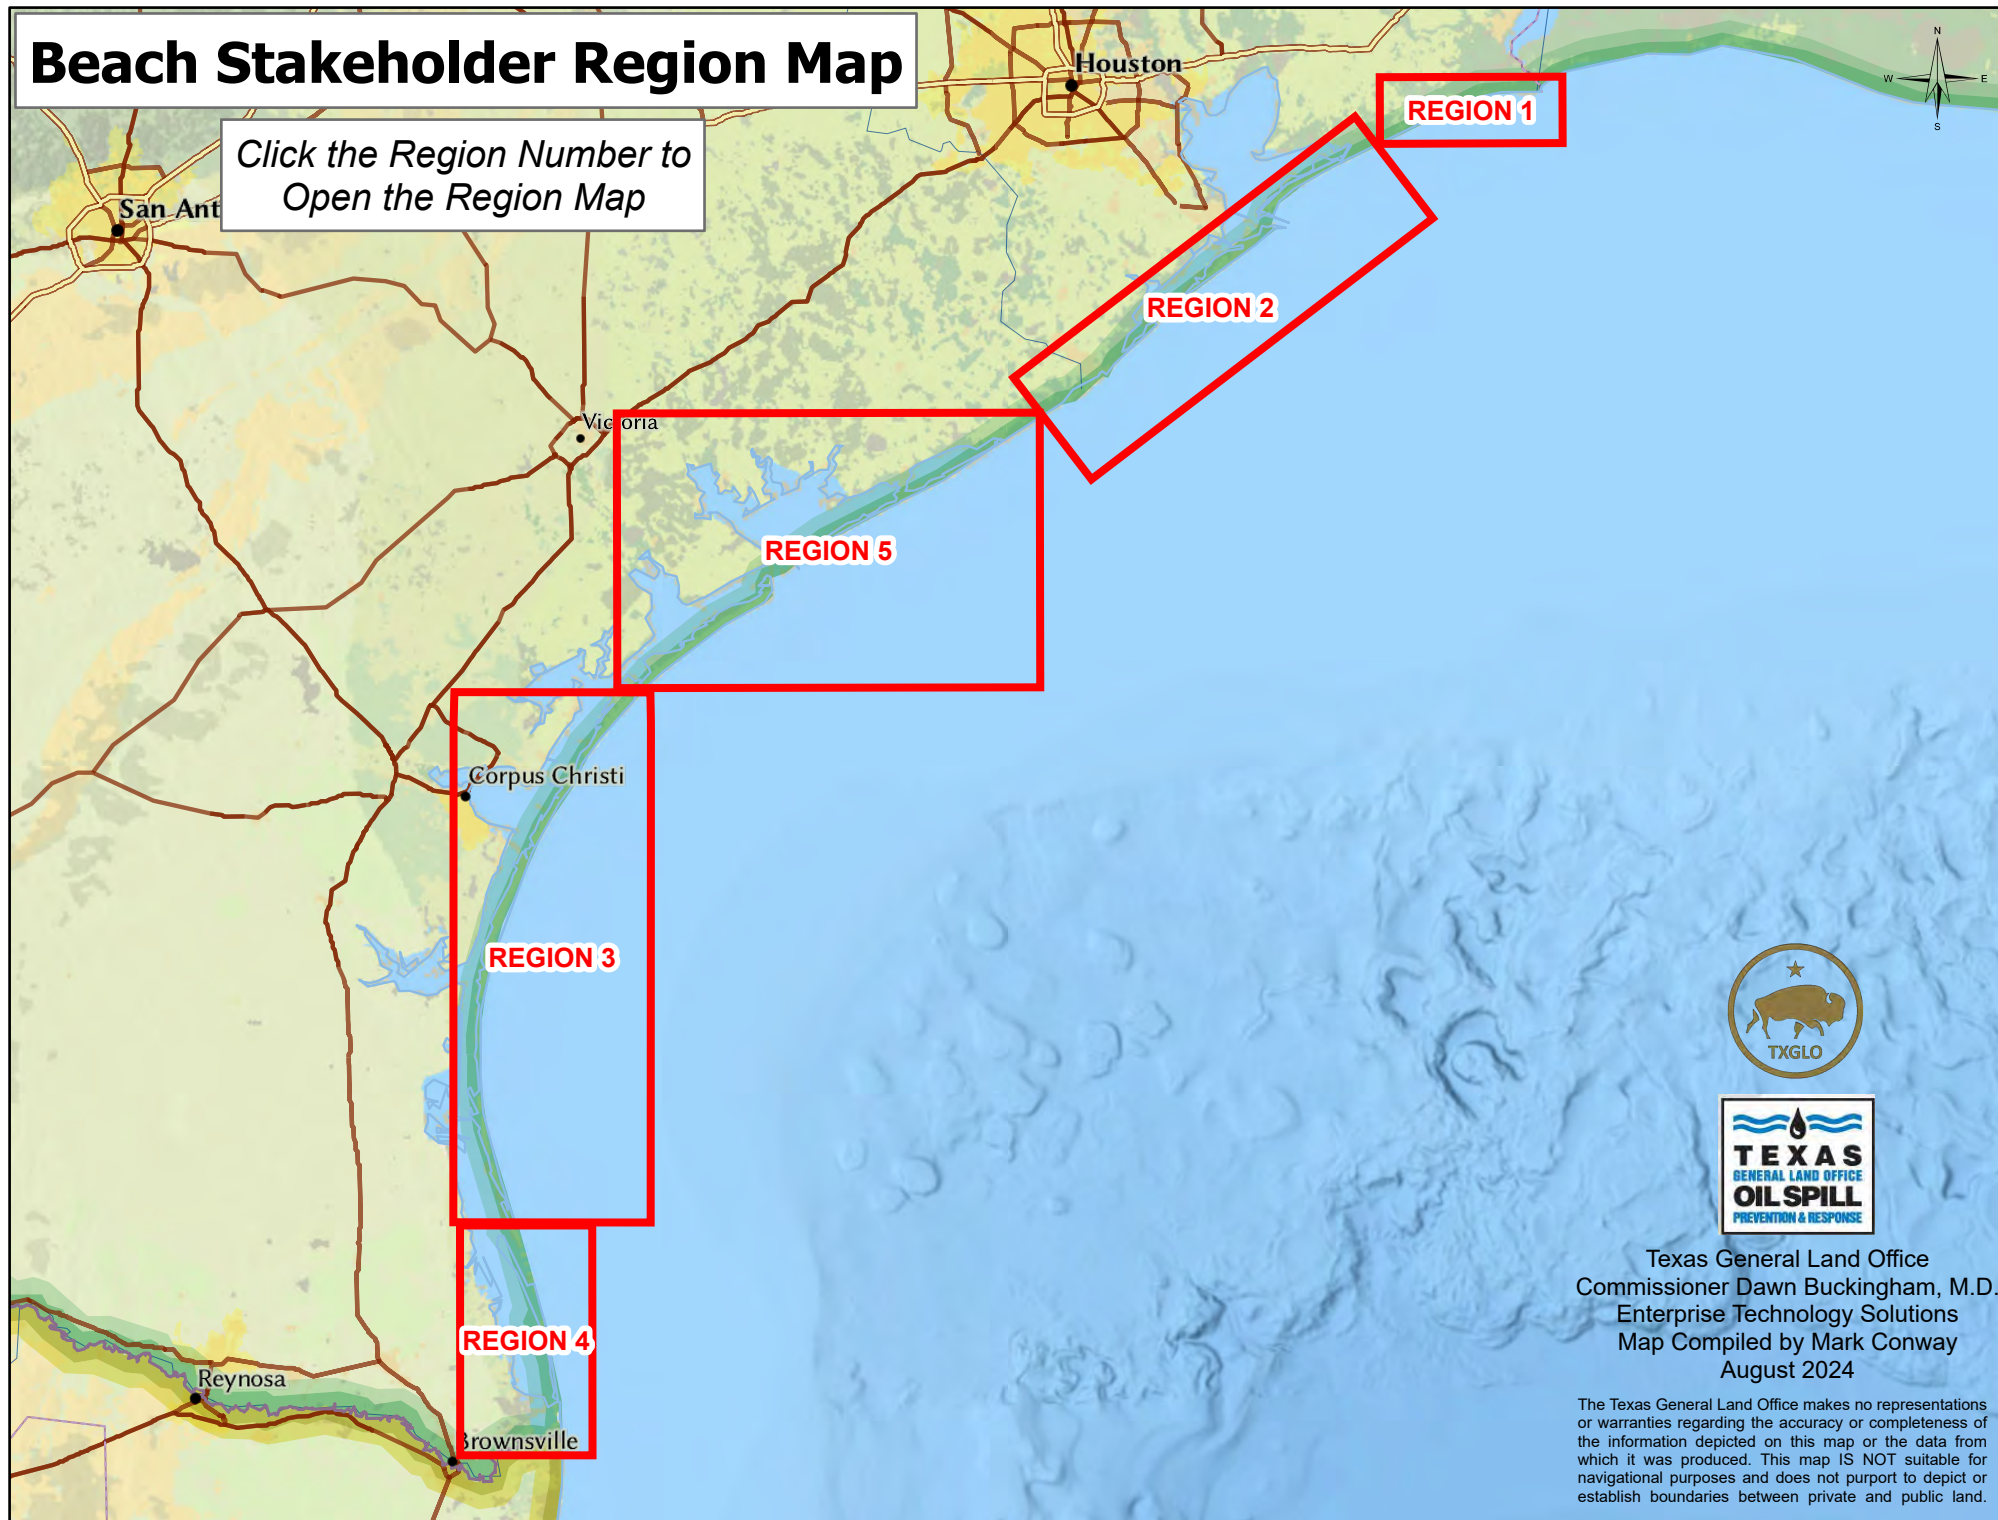 Beach Stakeholder Region Map
Click the Region Number to
Open the Region Map
N
W
E
S
Houston
San Ant
Victoria
Corpus Christi
Reynosa
Brownsville
REGION 1
REGION 2
REGION 5
REGION 3
REGION 4
TXGLO
TEXAS
GENERAL LAND OFFICE
OIL SPILL
PREVENTION & RESPONSE
Texas General Land Office
Commissioner Dawn Buckingham, M.D.
Enterprise Technology Solutions
Map Compiled by Mark Conway
August 2024
The Texas General Land Office makes no representations
or warranties regarding the accuracy or completeness of
the information depicted on this map or the data from
which it was produced. This map IS NOT suitable for
navigational purposes and does not purport to depict or
establish boundaries between private and public land.